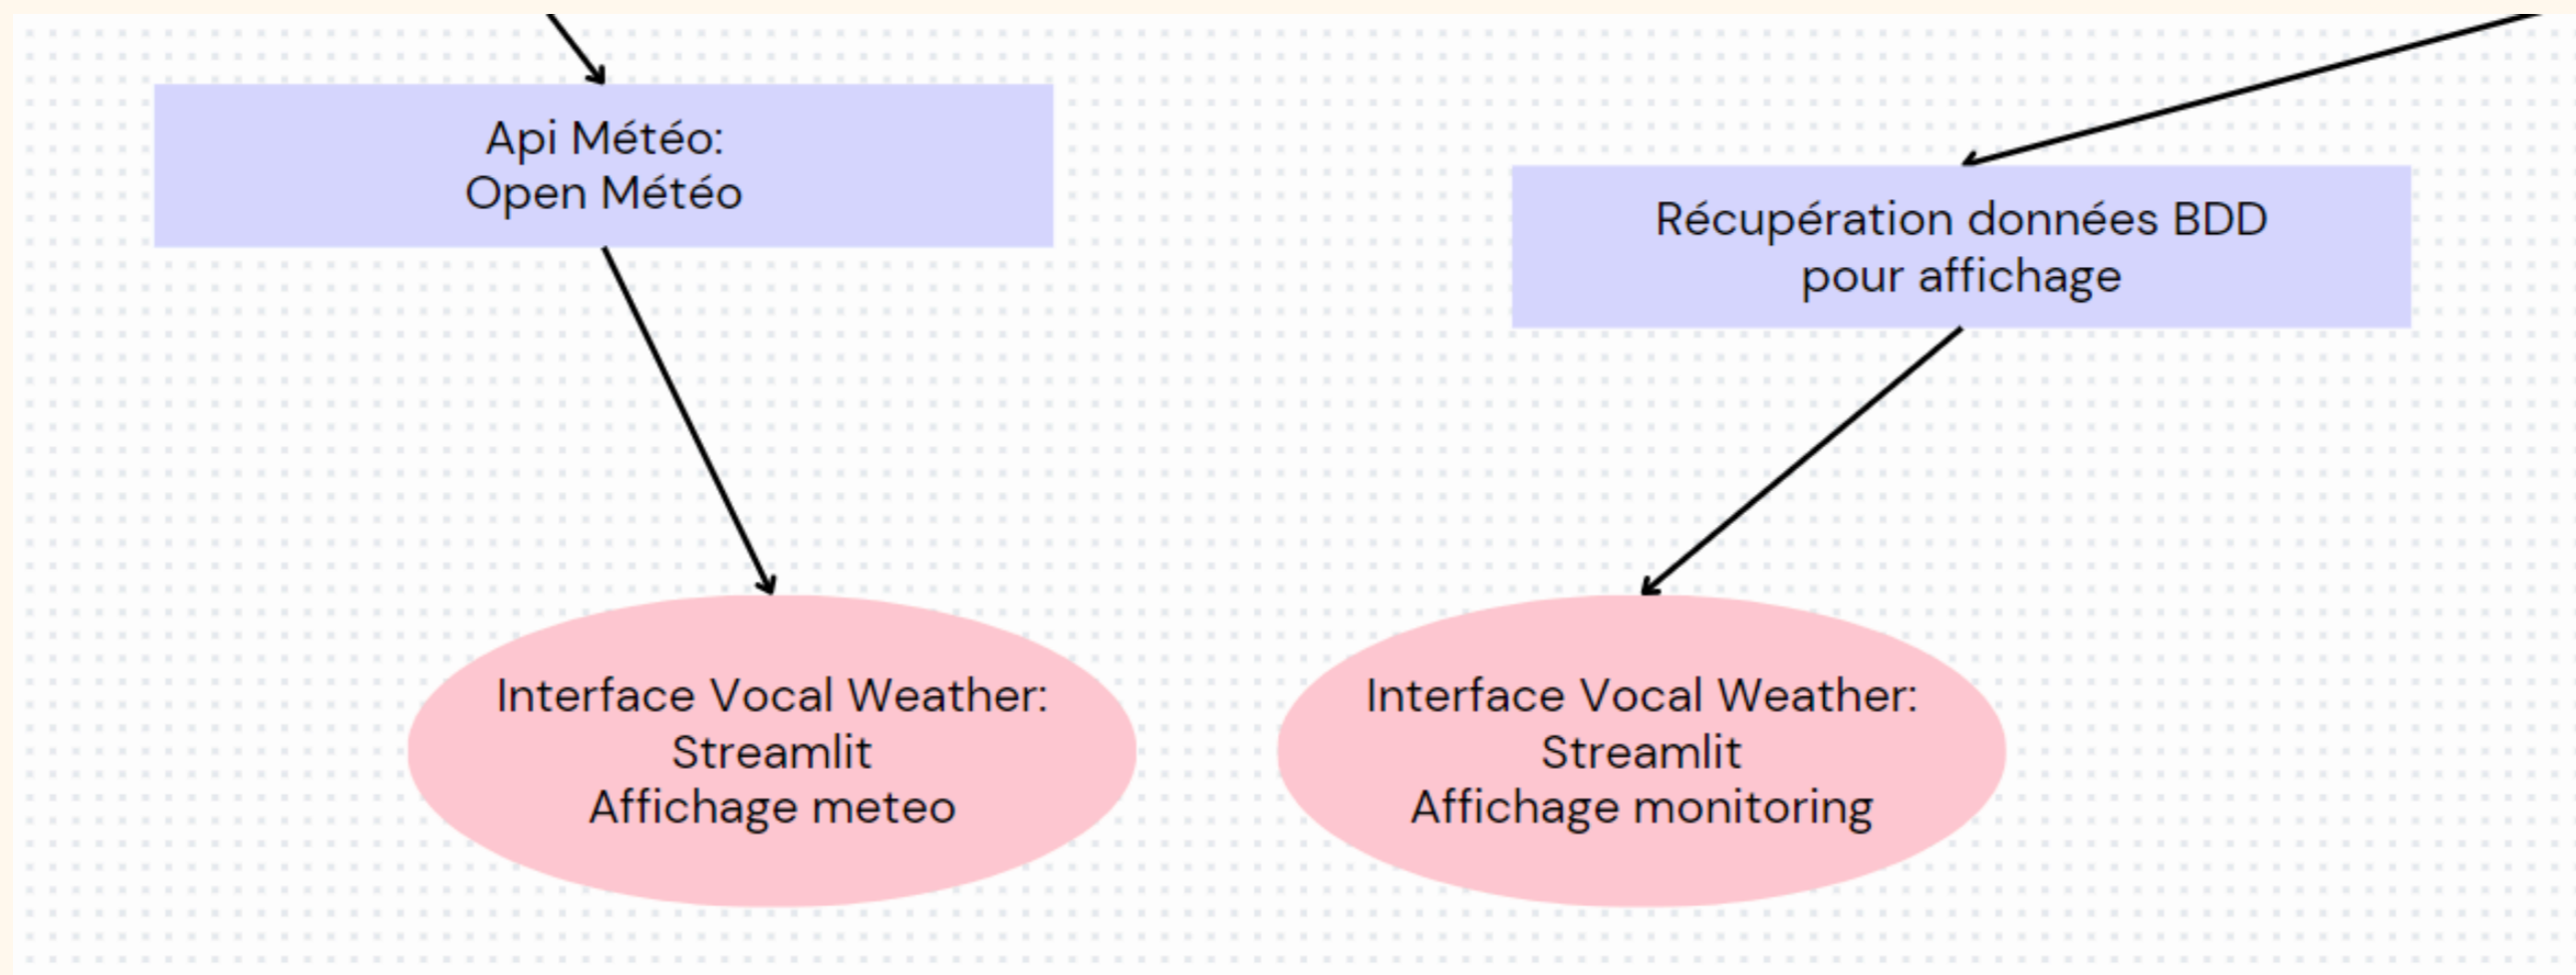 Api Météo:
Open Météo
Récupération données BDD
pour affichage
Interface Vocal Weather:
Streamlit
Affichage meteo
Interface Vocal Weather:
Streamlit
Affichage monitoring